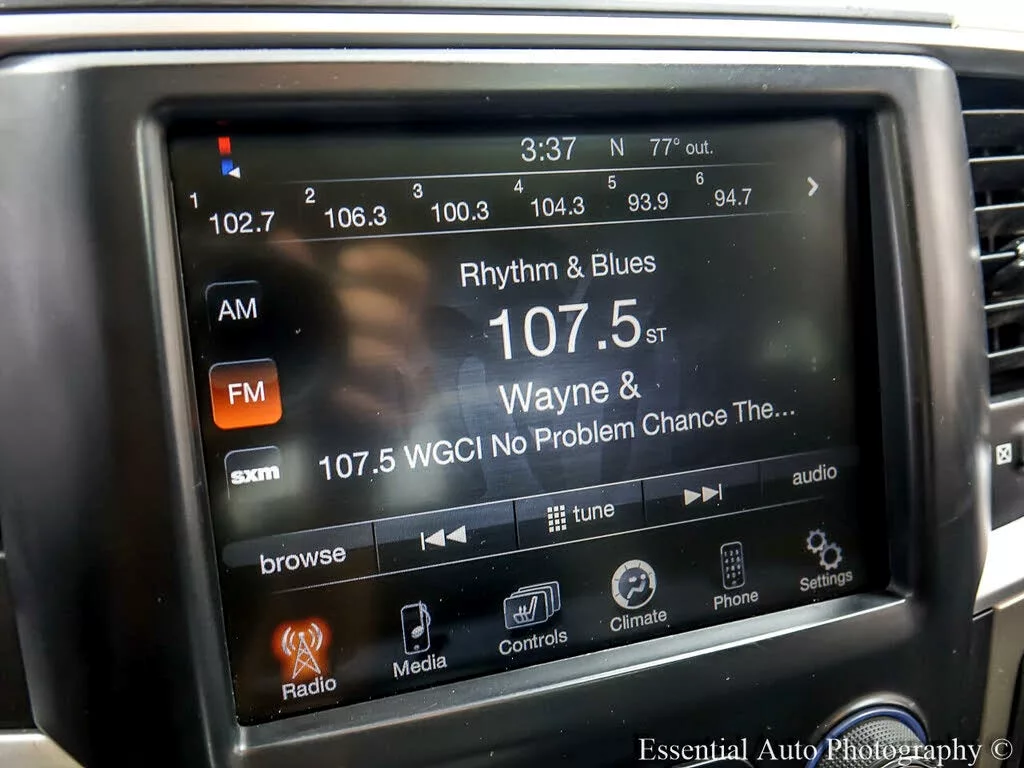 3:37 N 77° out.
1 102.7 2 106.3 3 100.3 4 104.3 5 93.9 6 94.7
Rhythm & Blues
AM
107.5 ST
FM
Wayne &
107.5 WGCI No Problem Chance The...
sxm
browse tune audio
Radio Media Controls Climate Phone Settings
Essential Auto Photography ©